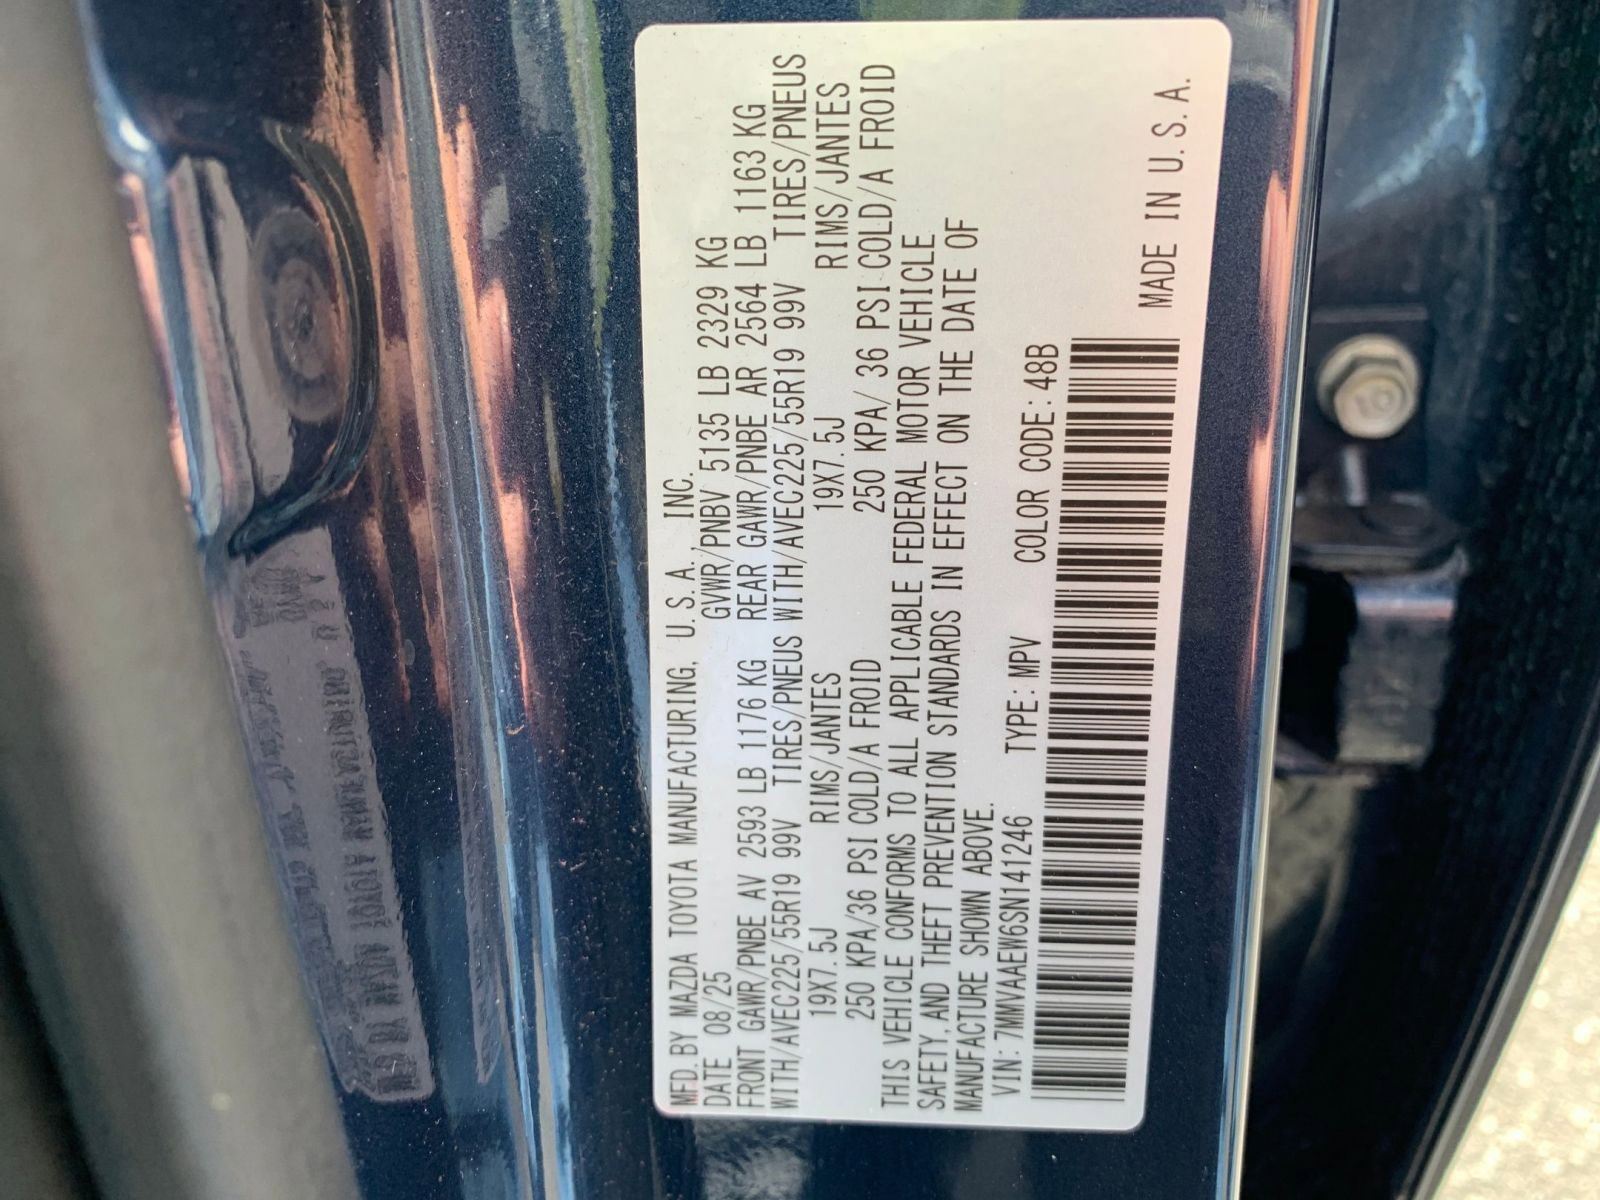 MFD. BY MAZDA TOYOTA MANUFACTURING, U.S.A., INC.
DATE 08/25 GVWR/PNBV 5135 LB 2329 KG
FRONT GAWR/PNBE AV 2593 LB 1176 KG REAR GAWR/PNBE AR 2564 LB 1163 KG
WITH/AVEC225/55R19 99V TIRES/PNEUS WITH/AVEC225/55R19 99V TIRES/PNEUS
19X7.5J RIMS/JANTES 19X7.5J RIMS/JANTES
250 KPA/36 PSI COLD/A FROID 250 KPA/ 36 PSI COLD/A FROID
THIS VEHICLE CONFORMS TO ALL APPLICABLE FEDERAL MOTOR VEHICLE
SAFETY, AND THEFT PREVENTION STANDARDS IN EFFECT ON THE DATE OF
MANUFACTURE SHOWN ABOVE.
VIN: 7MMVAAEW6SN141246 TYPE: MPV COLOR CODE: 48B
MADE IN U.S.A.